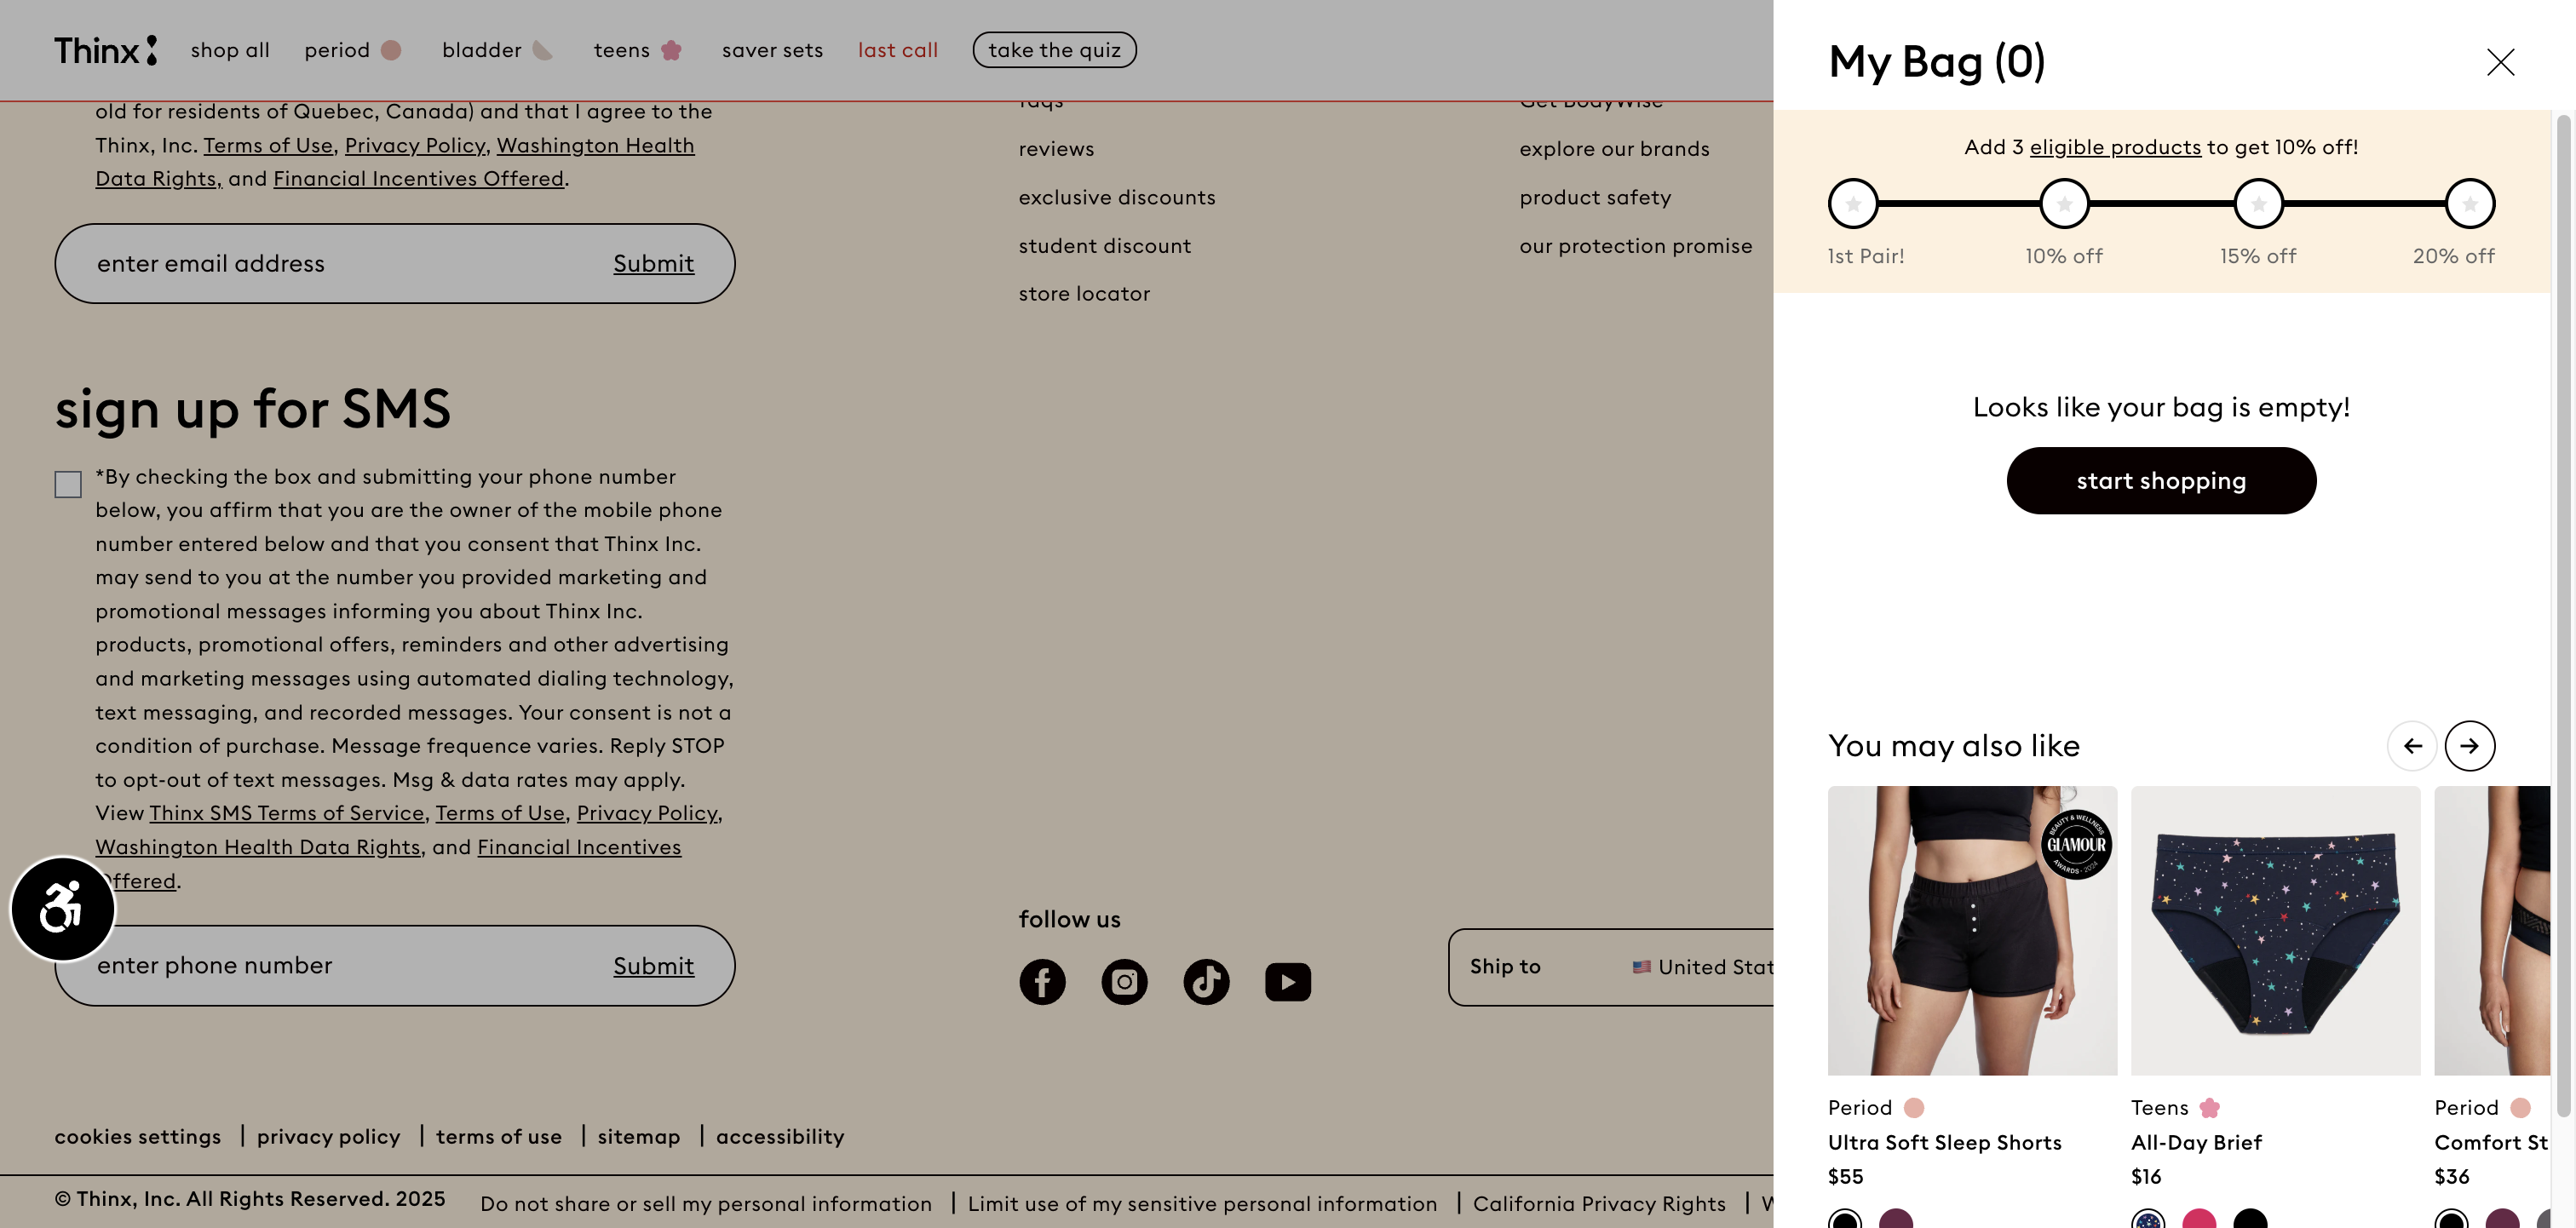 Thinx
shop all
period
bladder
teens
saver sets
last call
take the quiz
old for residents of Quebec, Canada) and that I agree to the
Thinx, Inc. Terms of Use, Privacy Policy, Washington Health
Data Rights, and Financial Incentives Offered.
enter email address
Submit
sign up for SMS
*By checking the box and submitting your phone number
below, you affirm that you are the owner of the mobile phone
number entered below and that you consent that Thinx Inc.
may send to you at the number you provided marketing and
promotional messages informing you about Thinx Inc.
products, promotional offers, reminders and other advertising
and marketing messages using automated dialing technology,
text messaging, and recorded messages. Your consent is not a
condition of purchase. Message frequence varies. Reply STOP
to opt-out of text messages. Msg & data rates may apply.
View Thinx SMS Terms of Service, Terms of Use, Privacy Policy,
Washington Health Data Rights, and Financial Incentives
Offered.
enter phone number
Submit
faqs
reviews
exclusive discounts
student discount
store locator
Get BodyWise
explore our brands
product safety
our protection promise
follow us
Ship to
United Stat
cookies settings | privacy policy | terms of use | sitemap | accessibility
© Thinx, Inc. All Rights Reserved. 2025
Do not share or sell my personal information | Limit use of my sensitive personal information | California Privacy Rights |
My Bag (0)
Add 3 eligible products to get 10% off!
1st Pair!
10% off
15% off
20% off
Looks like your bag is empty!
start shopping
You may also like
BEAUTY & WELLNESS
GLAMOUR
AWARDS · 2024
Period
Ultra Soft Sleep Shorts
$55
Teens
All-Day Brief
$16
Period
Comfort St
$36